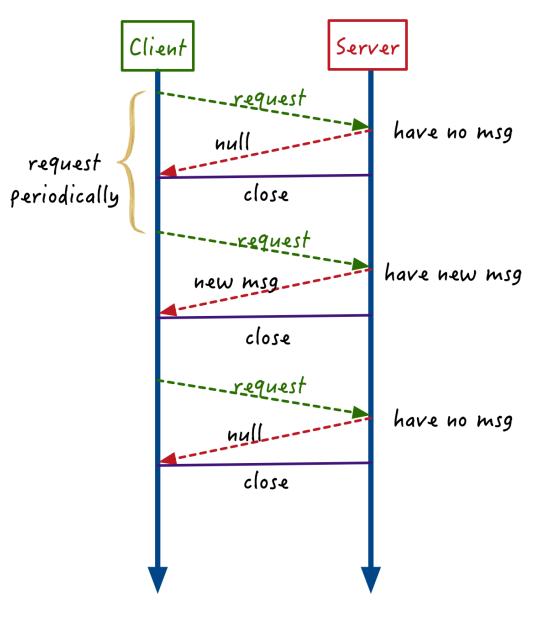 Client
Server
request
null
have no msg
request
periodically
close
request
new msg
have new msg
close
request
null
have no msg
close